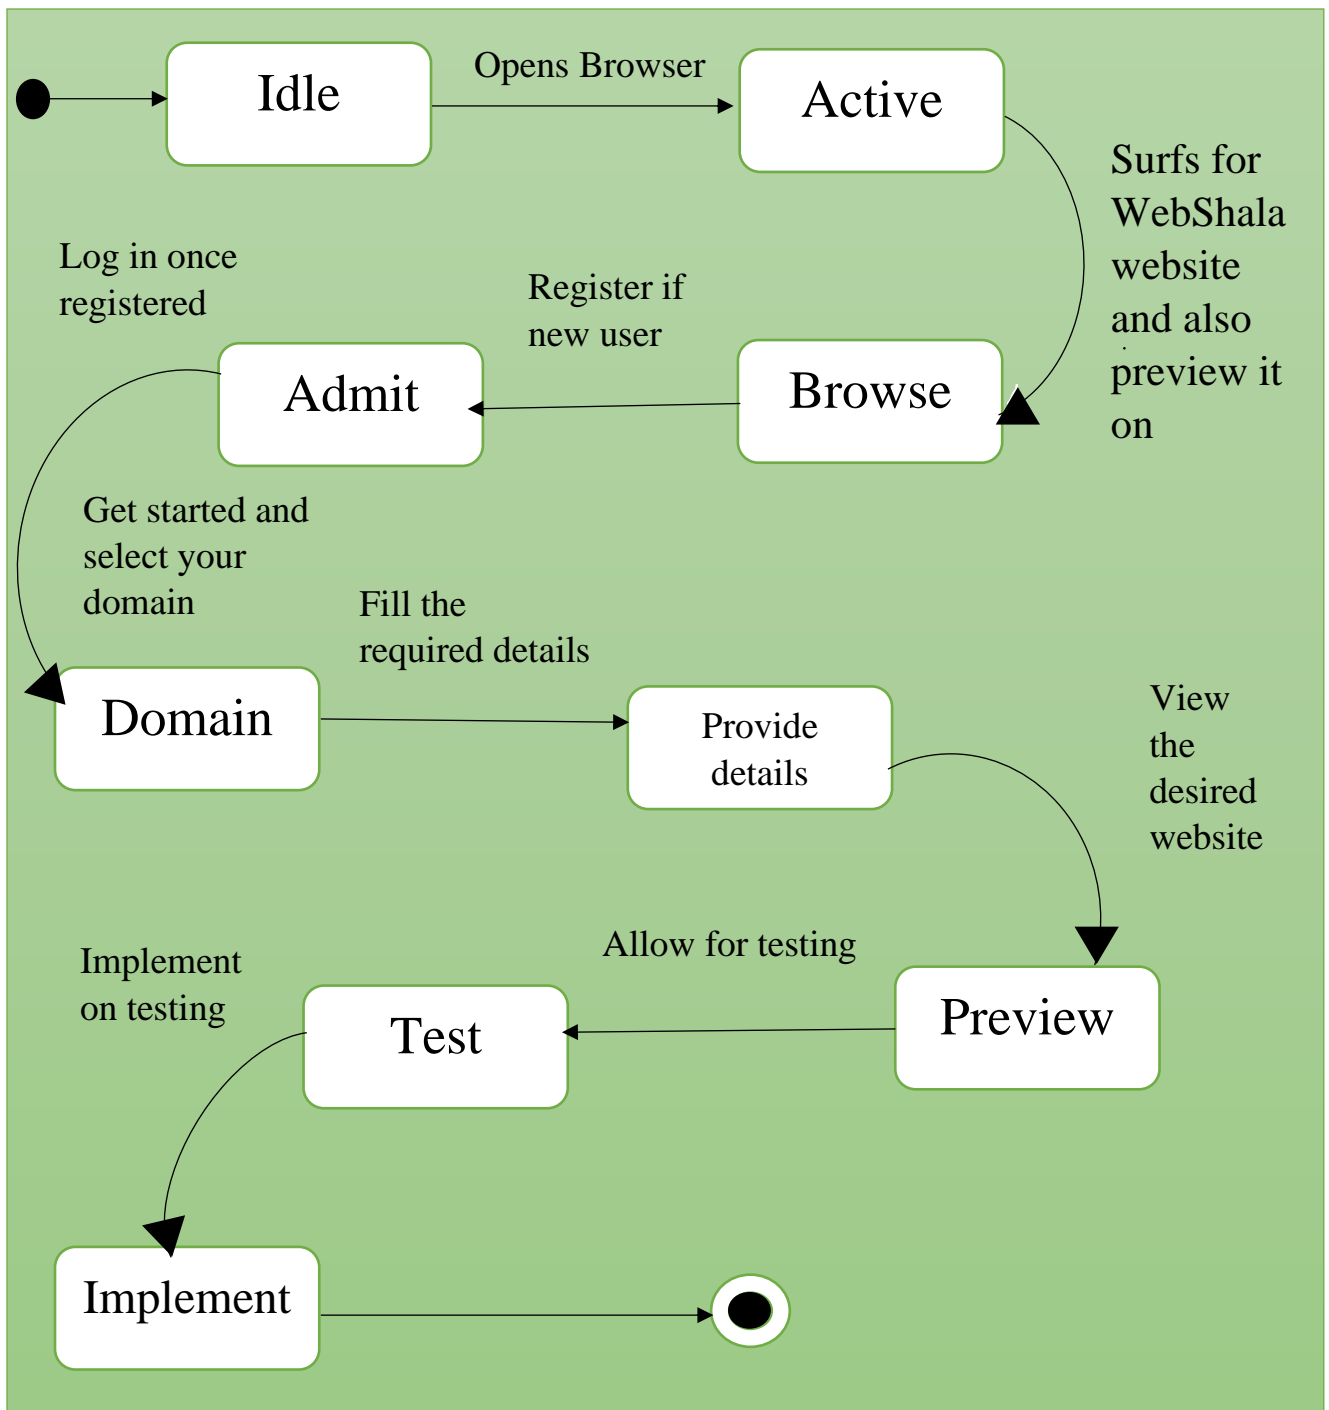 Idle
Opens Browser
Active
Surfs for
WebShala
website
and also
preview it
on
Log in once
registered
Register if
new user
Admit
Browse
Get started and
select your
domain
Fill the
required details
Domain
Provide
details
View
the
desired
website
Implement
on testing
Allow for testing
Test
Preview
Implement